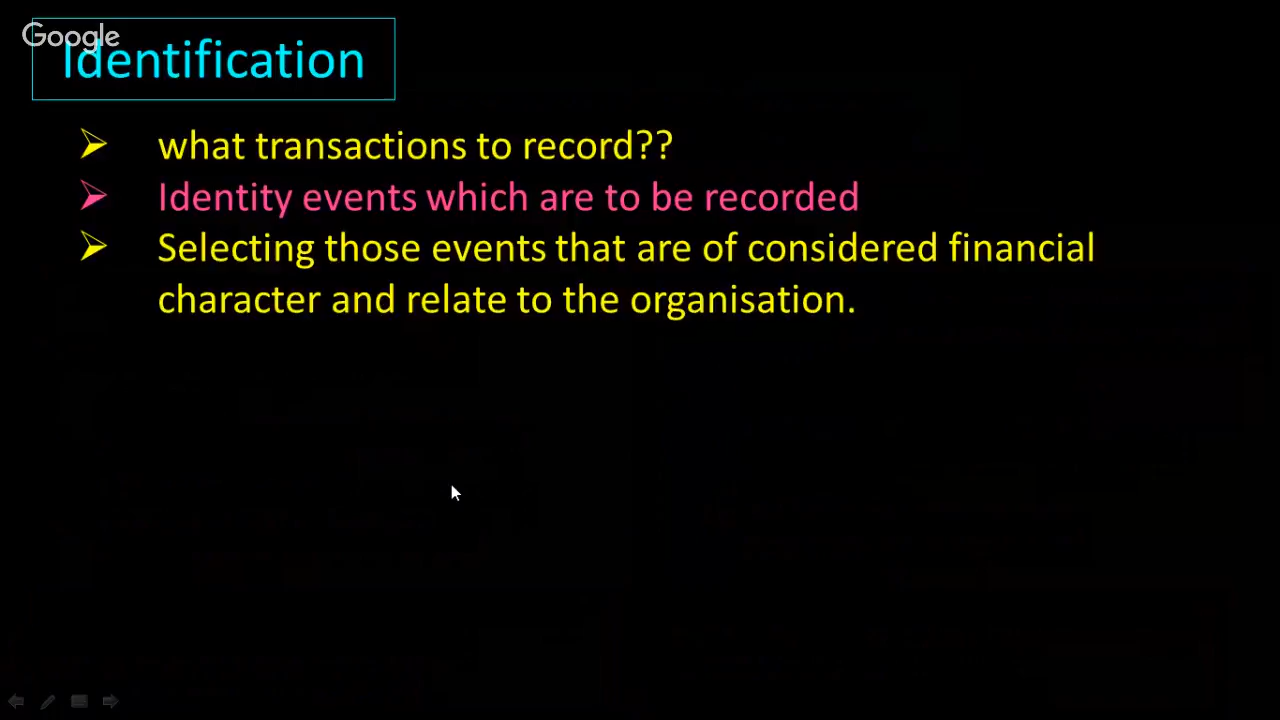 Google
Identification
➢ what transactions to record??
➢ Identity events which are to be recorded
➢ Selecting those events that are of considered financial
character and relate to the organisation.